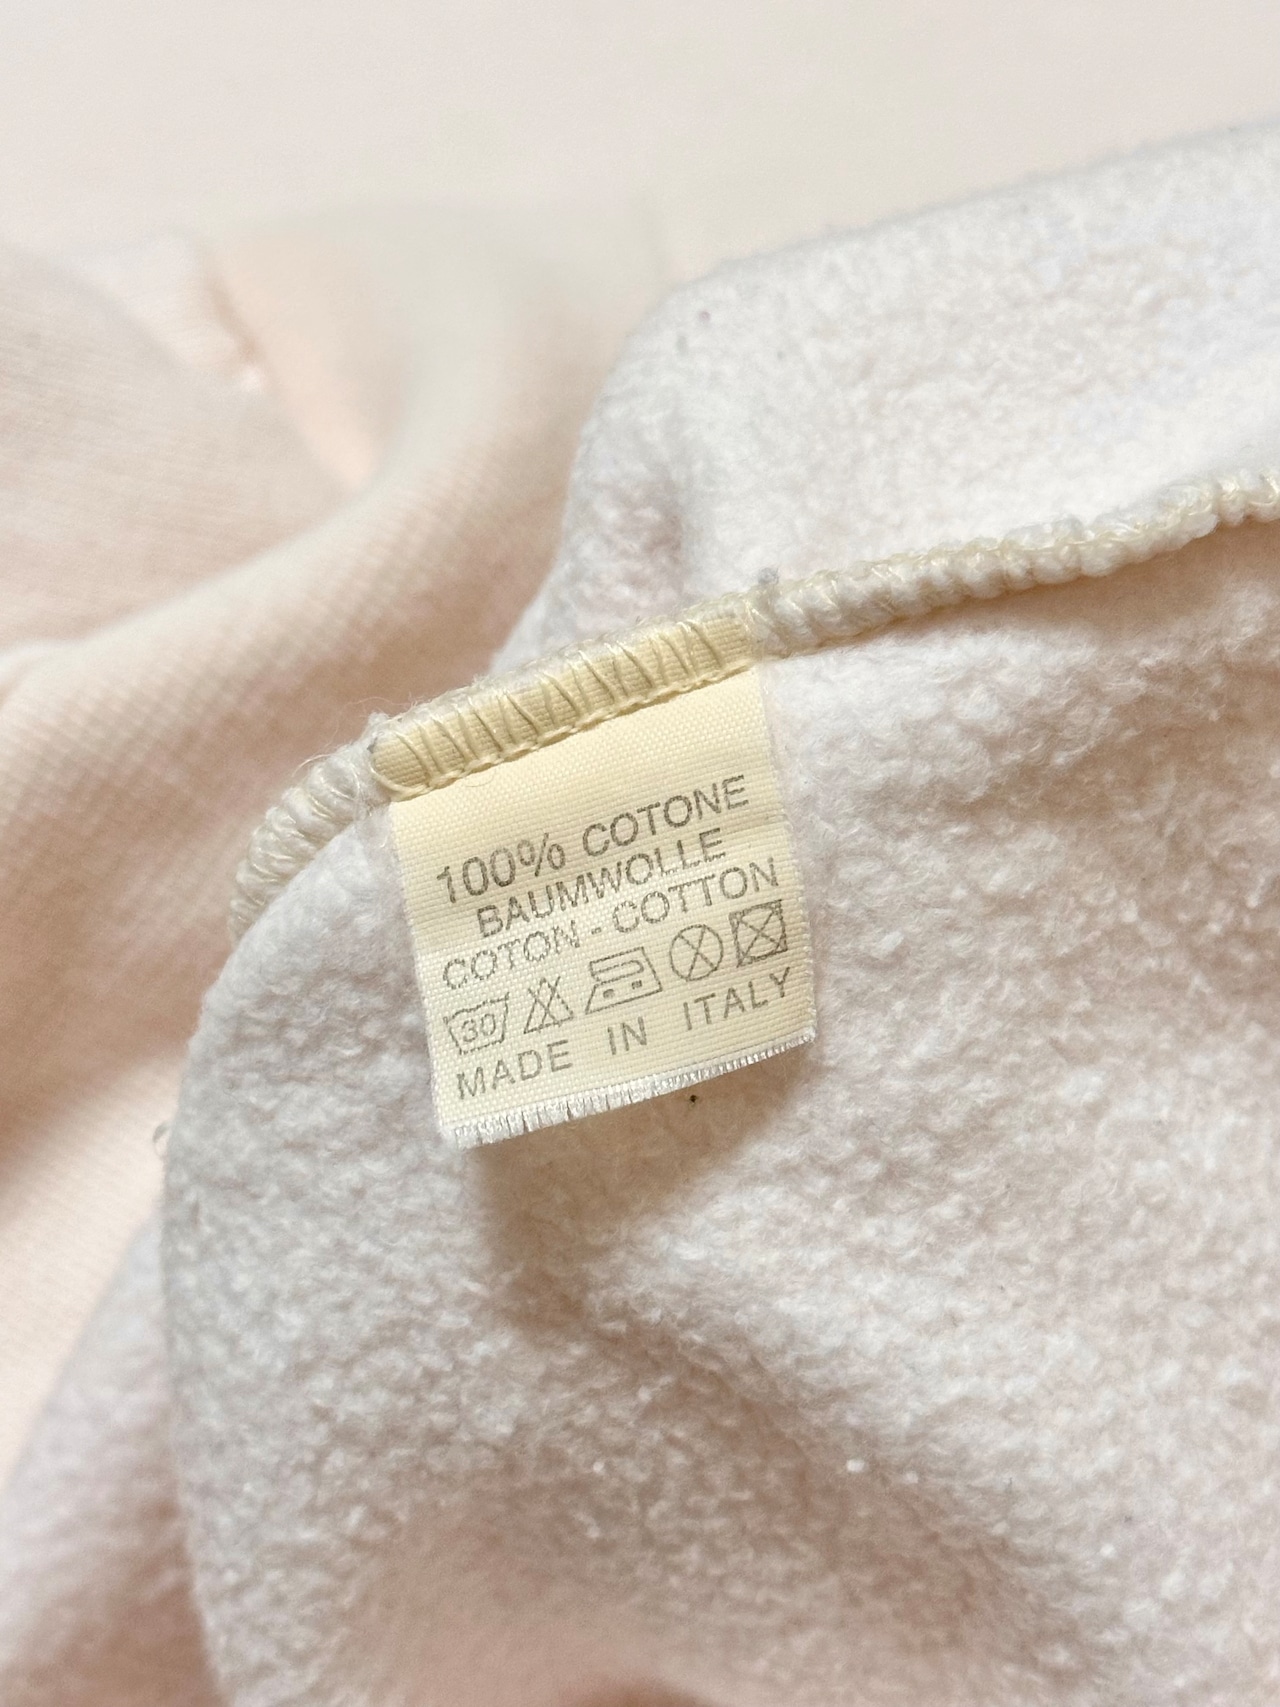 100% COTONE
BAUMWOLLE
COTON - COTTON
30
MADE IN ITALY